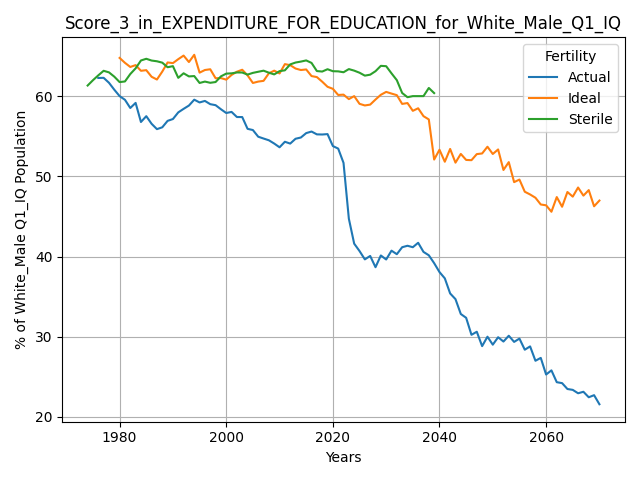 Score_3_in_EXPENDITURE_FOR_EDUCATION_for_White_Male_Q1_IQ
Fertility
Actual
Ideal
Sterile
% of White_Male Q1_IQ Population
60
50
40
30
20
1980
2000
2020
2040
2060
Years